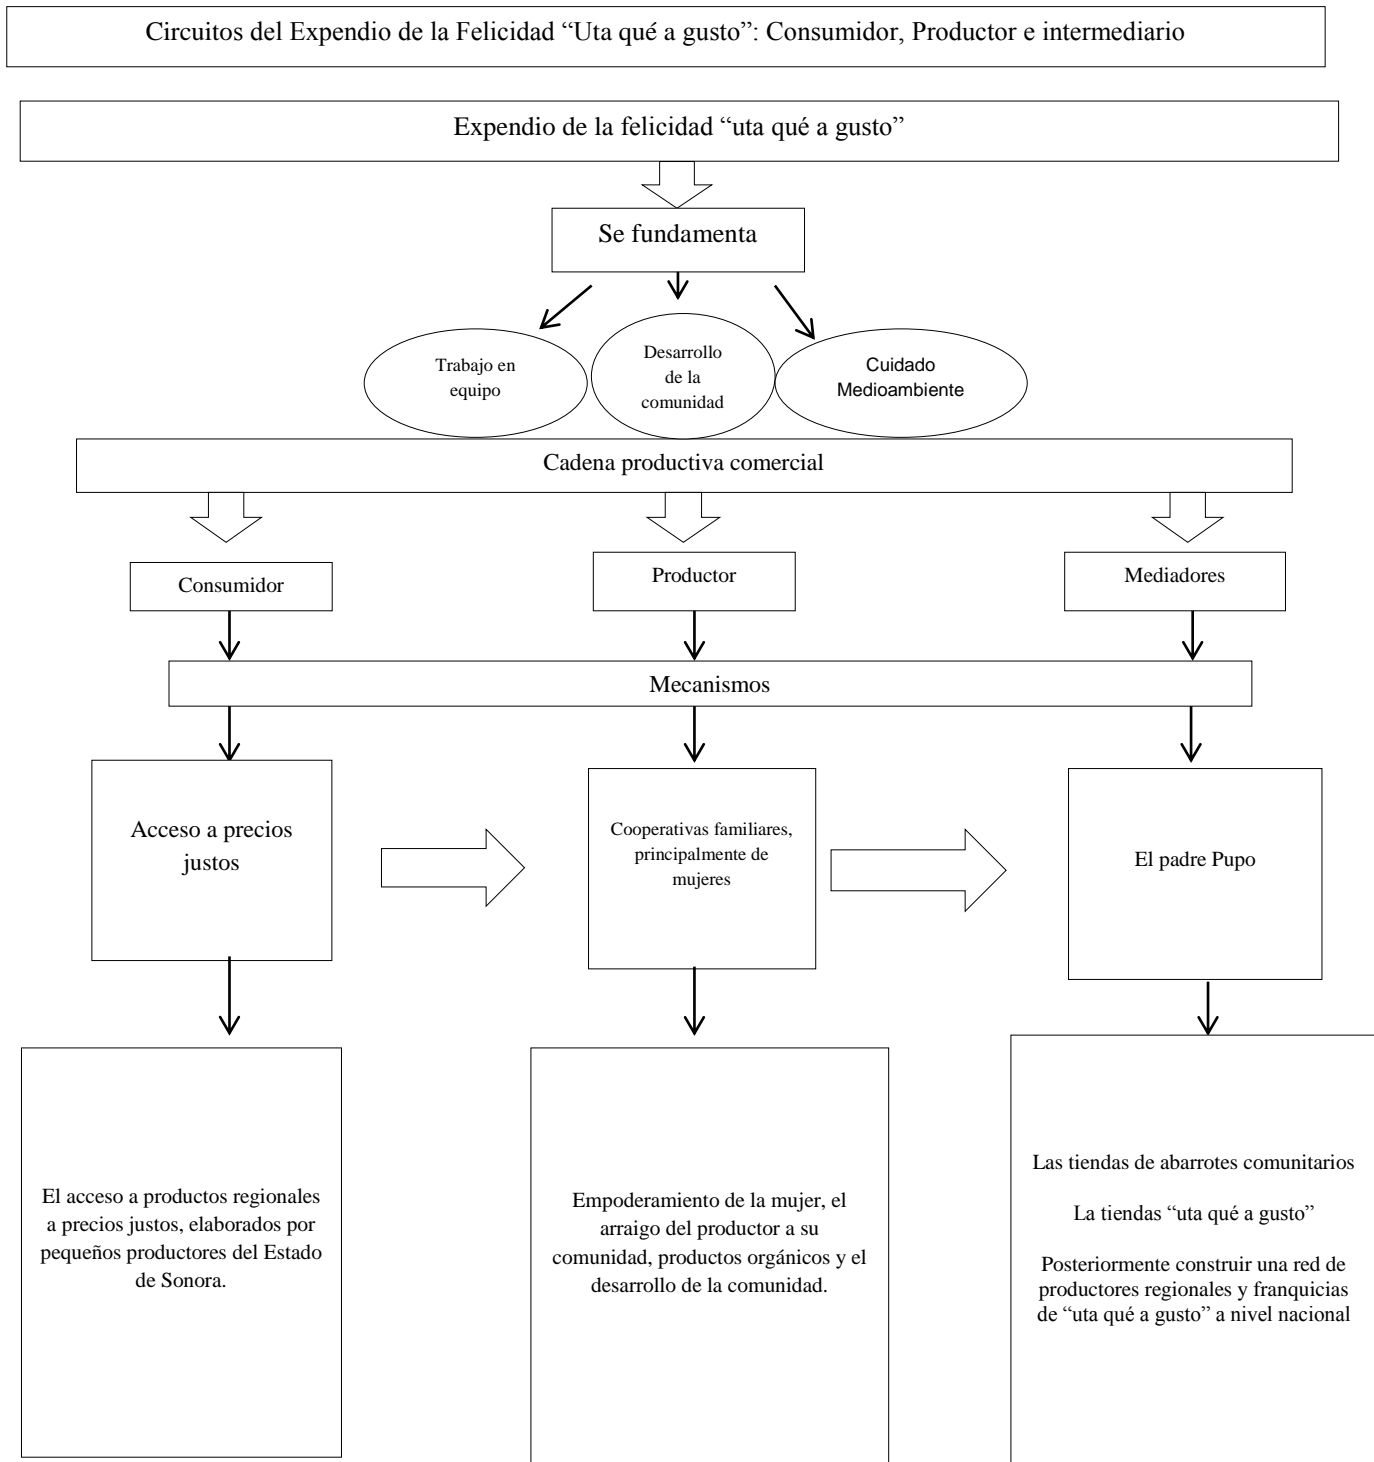 Circuitos del Expendio de la Felicidad “Uta qué a gusto”: Consumidor, Productor e intermediario
Expendio de la felicidad “uta qué a gusto”
Se fundamenta
Trabajo en
equipo
Desarrollo
de la
comunidad
Cuidado
Medioambiente
Cadena productiva comercial
Consumidor
Productor
Mediadores
Mecanismos
Acceso a precios
justos
Cooperativas familiares,
principalmente de
mujeres
El padre Pupo
El acceso a productos regionales
a precios justos, elaborados por
pequeños productores del Estado
de Sonora.
Empoderamiento de la mujer, el
arraigo del productor a su
comunidad, productos orgánicos y el
desarrollo de la comunidad.
Las tiendas de abarrotes comunitarios
La tiendas “uta qué a gusto”
Posteriormente construir una red de
productores regionales y franquicias
de “uta qué a gusto” a nivel nacional